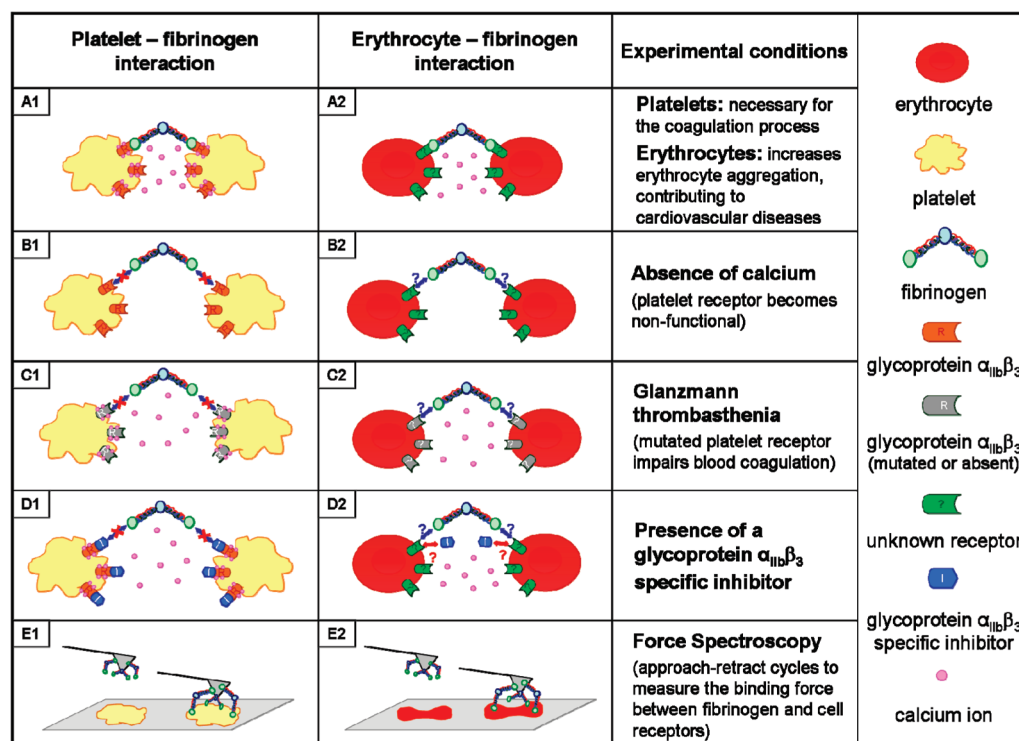 Platelet – fibrinogen
interaction
Erythrocyte – fibrinogen
interaction
Experimental conditions
A1
A2
Platelets: necessary for
the coagulation process
Erythrocytes: increases
erythrocyte aggregation,
contributing to
cardiovascular diseases
B1
B2
? ?
Absence of calcium
(platelet receptor becomes
non-functional)
C1
C2
? ?
Glanzmann
thrombasthenia
(mutated platelet receptor
impairs blood coagulation)
D1
D2
? ?
I I
? ?
Presence of a
glycoprotein αIIbβ3
specific inhibitor
E1
E2
Force Spectroscopy
(approach-retract cycles to
measure the binding force
between fibrinogen and cell
receptors)
erythrocyte
platelet
fibrinogen
R
glycoprotein αIIbβ3
R
glycoprotein αIIbβ3
(mutated or absent)
?
unknown receptor
I
glycoprotein αIIbβ3
specific inhibitor
calcium ion